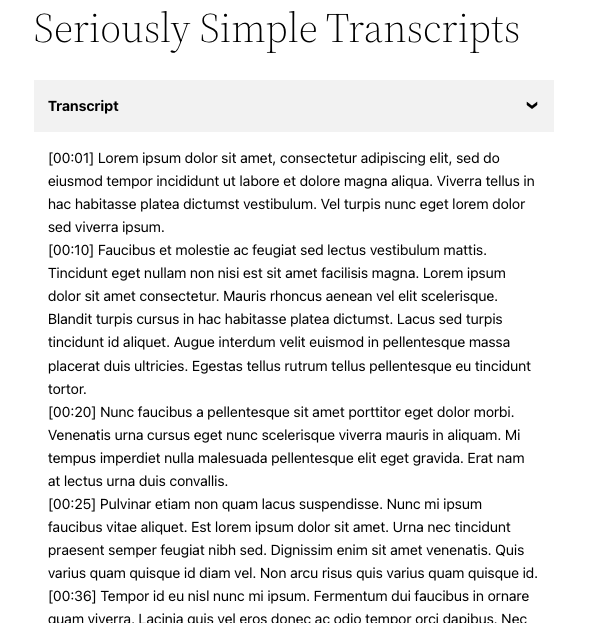 Seriously Simple Transcripts
Transcript
[00:01] Lorem ipsum dolor sit amet, consectetur adipiscing elit, sed do
eiusmod tempor incididunt ut labore et dolore magna aliqua. Viverra tellus in
hac habitasse platea dictumst vestibulum. Vel turpis nunc eget lorem dolor
sed viverra ipsum.
[00:10] Faucibus et molestie ac feugiat sed lectus vestibulum mattis.
Tincidunt eget nullam non nisi est sit amet facilisis magna. Lorem ipsum
dolor sit amet consectetur. Mauris rhoncus aenean vel elit scelerisque.
Blandit turpis cursus in hac habitasse platea dictumst. Lacus sed turpis
tincidunt id aliquet. Augue interdum velit euismod in pellentesque massa
placerat duis ultricies. Egestas tellus rutrum tellus pellentesque eu tincidunt
tortor.
[00:20] Nunc faucibus a pellentesque sit amet porttitor eget dolor morbi.
Venenatis urna cursus eget nunc scelerisque viverra mauris in aliquam. Mi
tempus imperdiet nulla malesuada pellentesque elit eget gravida. Erat nam
at lectus urna duis convallis.
[00:25] Pulvinar etiam non quam lacus suspendisse. Nunc mi ipsum
faucibus vitae aliquet. Est lorem ipsum dolor sit amet. Urna nec tincidunt
praesent semper feugiat nibh sed. Dignissim enim sit amet venenatis. Quis
varius quam quisque id diam vel. Non arcu risus quis varius quam quisque id.
[00:36] Tempor id eu nisl nunc mi ipsum. Fermentum dui faucibus in ornare
quam viverra. Lacinia quis vel eros donec ac odio tempor orci dapibus. Nec